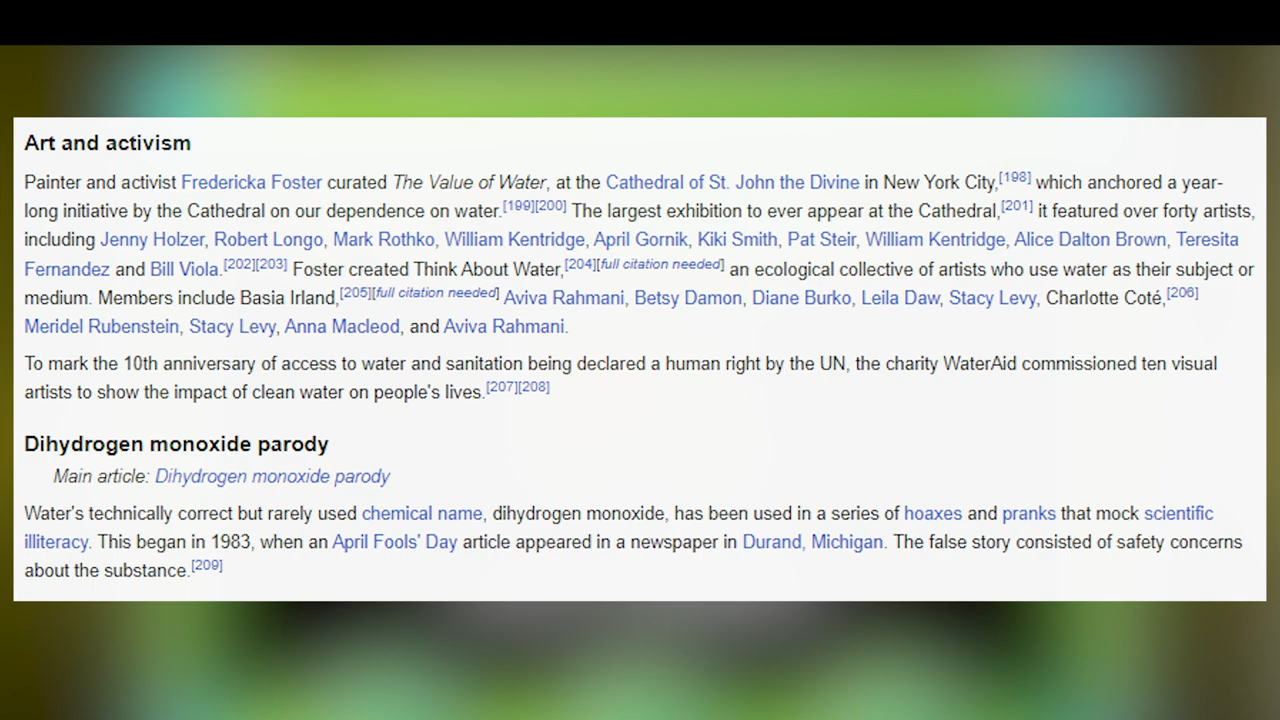 Art and activism
Painter and activist Fredericka Foster curated The Value of Water, at the Cathedral of St. John the Divine in New York City,[198] which anchored a year-
long initiative by the Cathedral on our dependence on water.[199][200] The largest exhibition to ever appear at the Cathedral,[201] it featured over forty artists,
including Jenny Holzer, Robert Longo, Mark Rothko, William Kentridge, April Gornik, Kiki Smith, Pat Steir, William Kentridge, Alice Dalton Brown, Teresita
Fernandez and Bill Viola.[202][203] Foster created Think About Water,[204][full citation needed] an ecological collective of artists who use water as their subject or
medium. Members include Basia Irland,[205][full citation needed] Aviva Rahmani, Betsy Damon, Diane Burko, Leila Daw, Stacy Levy, Charlotte Coté,[206]
Meridel Rubenstein, Stacy Levy, Anna Macleod, and Aviva Rahmani.
To mark the 10th anniversary of access to water and sanitation being declared a human right by the UN, the charity WaterAid commissioned ten visual
artists to show the impact of clean water on people's lives.[207][208]
Dihydrogen monoxide parody
Main article: Dihydrogen monoxide parody
Water's technically correct but rarely used chemical name, dihydrogen monoxide, has been used in a series of hoaxes and pranks that mock scientific
illiteracy. This began in 1983, when an April Fools' Day article appeared in a newspaper in Durand, Michigan. The false story consisted of safety concerns
about the substance.[209]